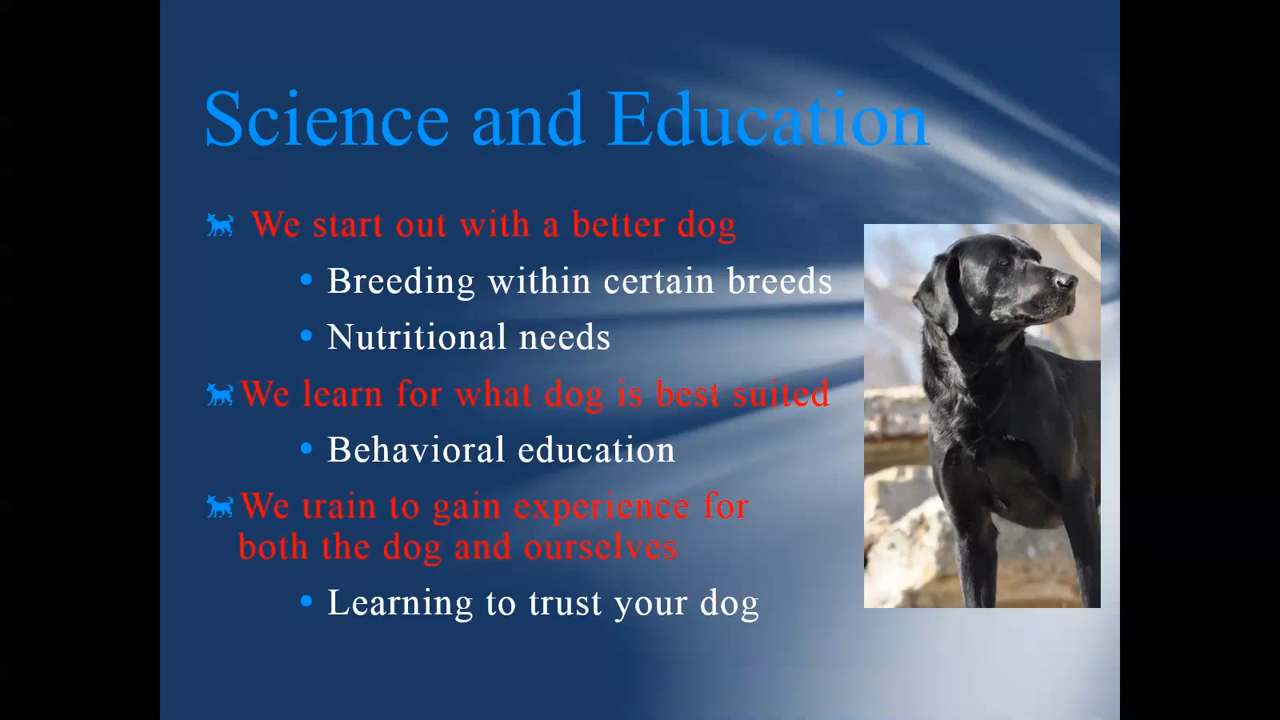 Science and Education
We start out with a better dog
• Breeding within certain breeds
• Nutritional needs
We learn for what dog is best suited
• Behavioral education
We train to gain experience for
both the dog and ourselves
• Learning to trust your dog